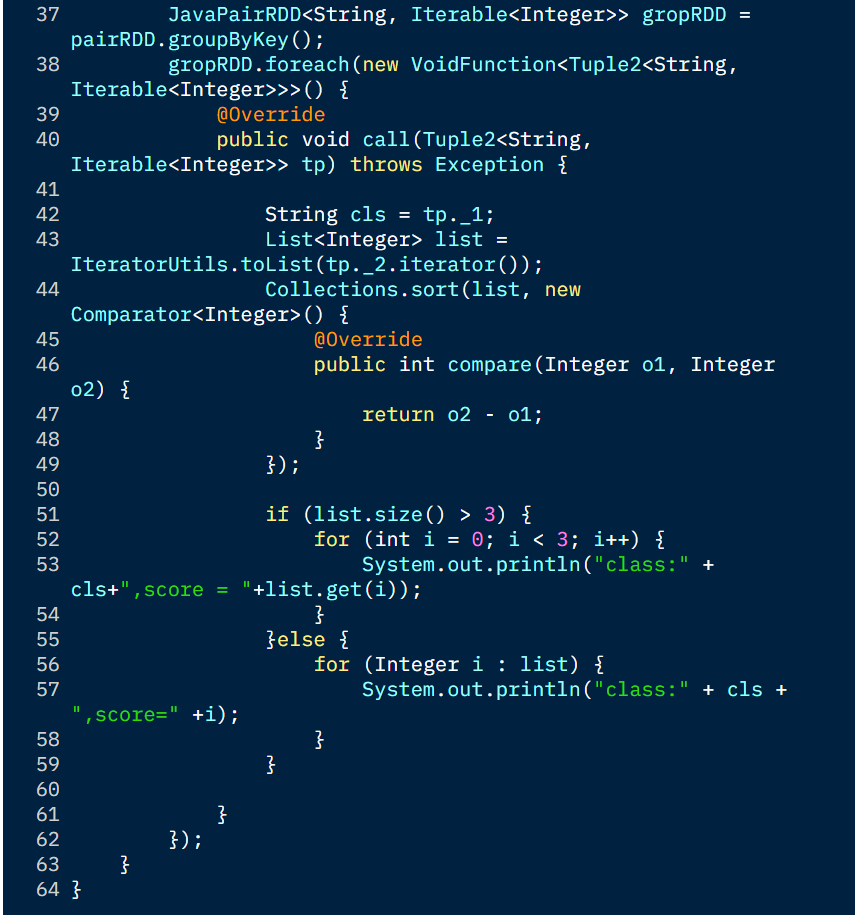 37         JavaPairRDD<String, Iterable<Integer>> gropRDD =
pairRDD.groupByKey();
38         gropRDD.foreach(new VoidFunction<Tuple2<String,
Iterable<Integer>>>() {
39             @Override
40             public void call(Tuple2<String,
Iterable<Integer>> tp) throws Exception {
41
42                 String cls = tp._1;
43                 List<Integer> list =
IteratorUtils.toList(tp._2.iterator());
44                 Collections.sort(list, new
Comparator<Integer>() {
45                     @Override
46                     public int compare(Integer o1, Integer
o2) {
47                         return o2 - o1;
48                     }
49                 });
50
51                 if (list.size() > 3) {
52                     for (int i = 0; i < 3; i++) {
53                         System.out.println("class:" +
cls+",score = "+list.get(i));
54                     }
55                 }else {
56                     for (Integer i : list) {
57                         System.out.println("class:" + cls +
",score=" +i);
58                     }
59                 }
60
61             }
62         });
63     }
64 }